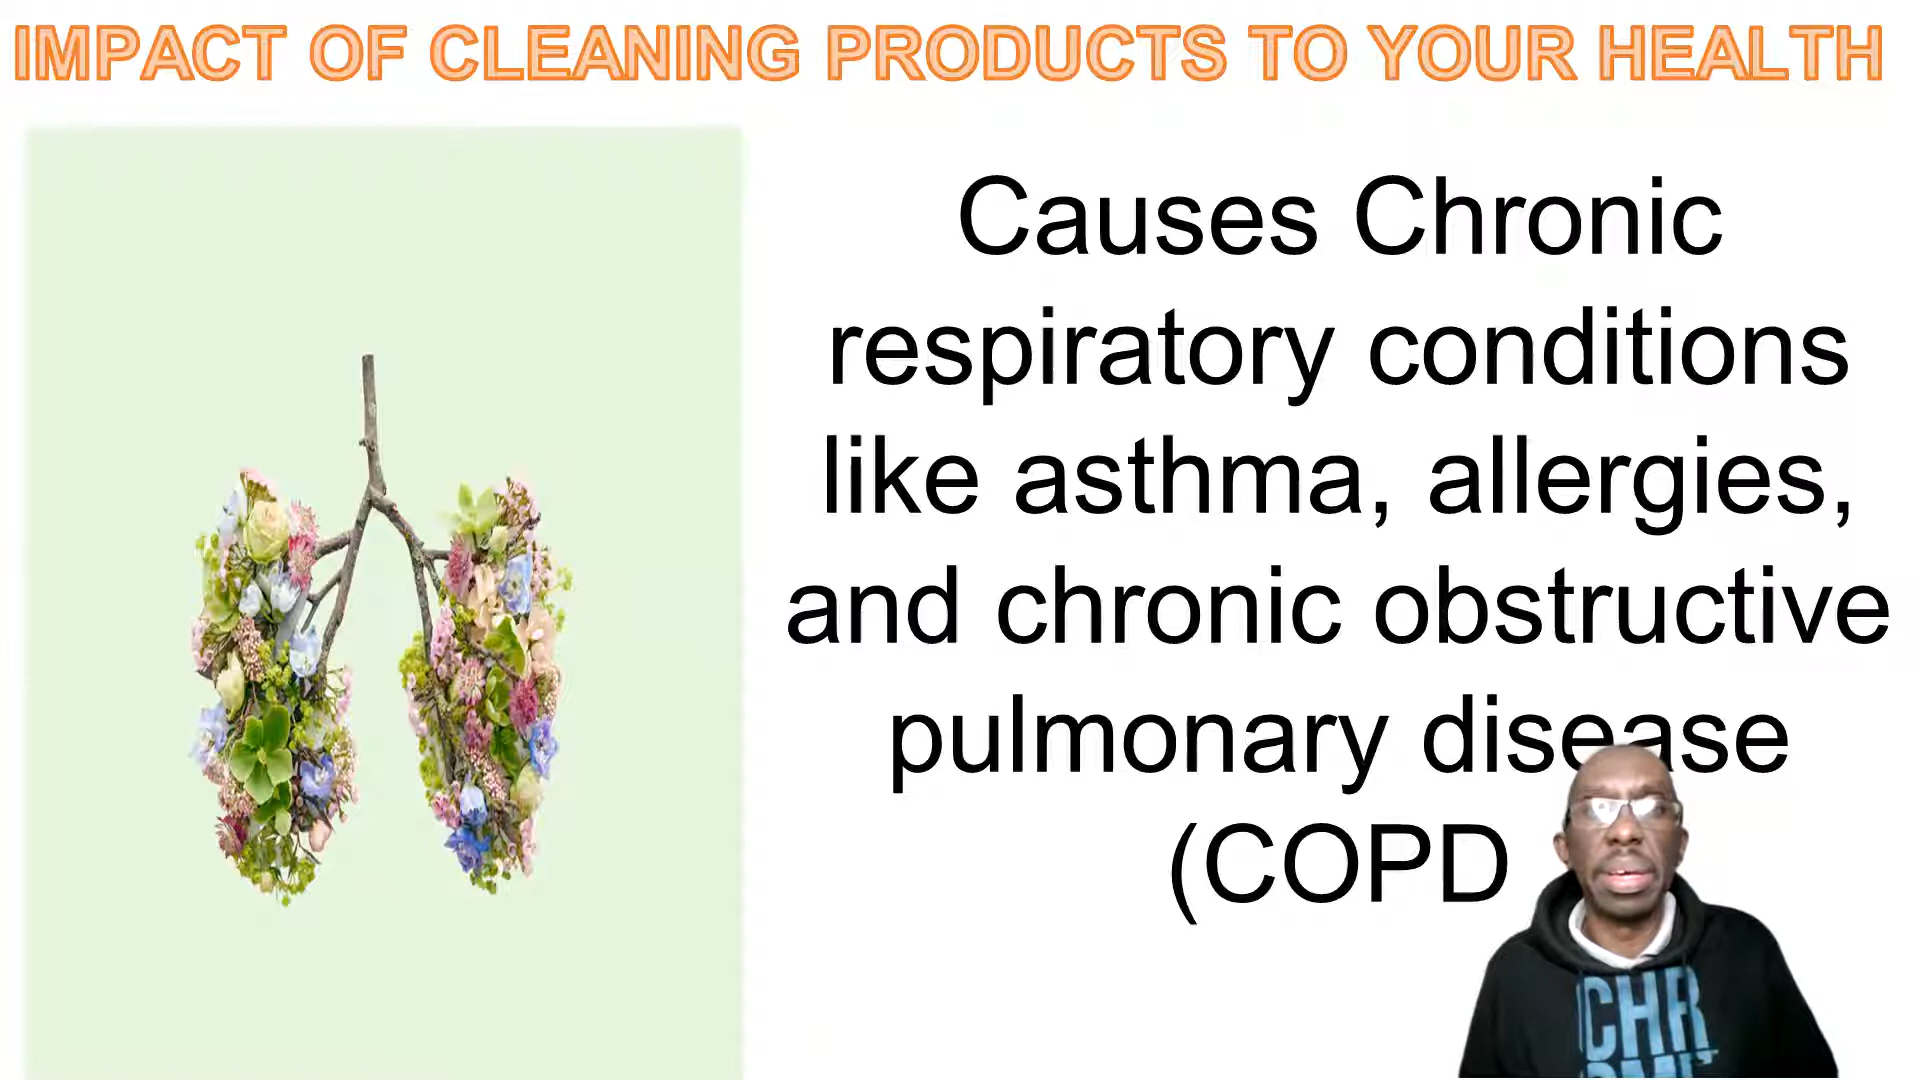 IMPACT OF CLEANING PRODUCTS TO YOUR HEALTH
Causes Chronic
respiratory conditions
like asthma, allergies,
and chronic obstructive
pulmonary disease
(COPD